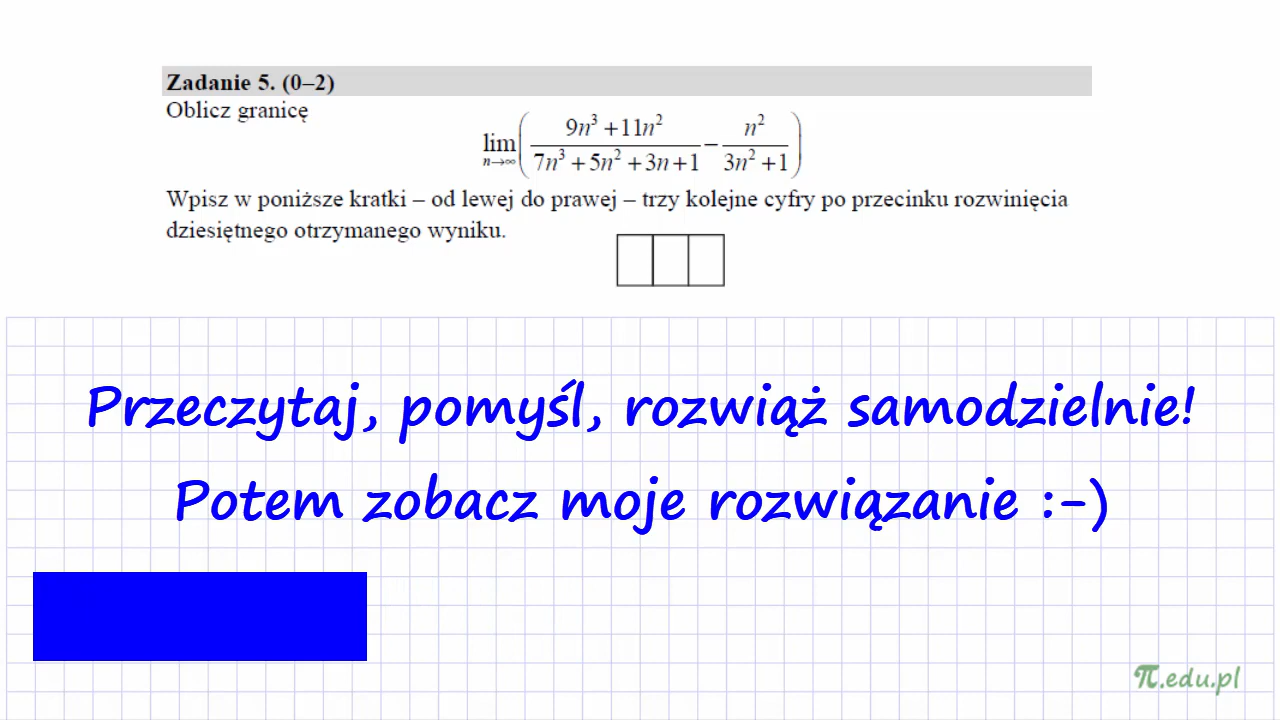 Zadanie 5. (0–2)
Oblicz granicę
lim n→∞ ( (9n³ + 11n²)/(7n³ + 5n² + 3n + 1) − n²/(3n² + 1) )
Wpisz w poniższe kratki – od lewej do prawej – trzy kolejne cyfry po przecinku rozwinięcia
dziesiętnego otrzymanego wyniku.
Przeczytaj, pomyśl, rozwiąż samodzielnie!
Potem zobacz moje rozwiązanie :-)
π.edu.pl